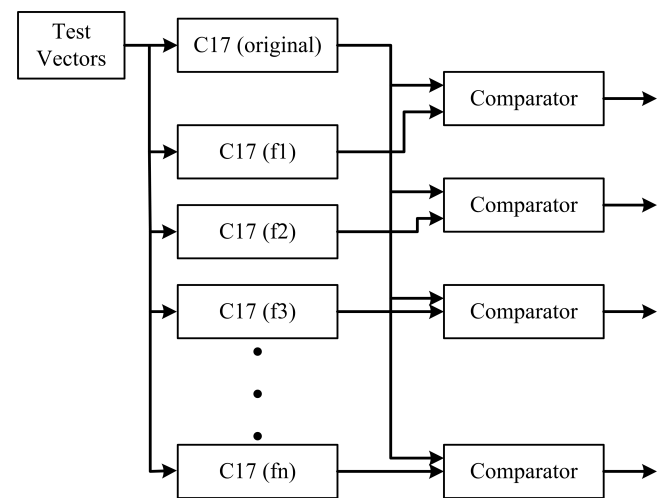 Test
Vectors
C17 (original)
Comparator
C17 (f1)
Comparator
C17 (f2)
C17 (f3)
Comparator
C17 (fn)
Comparator